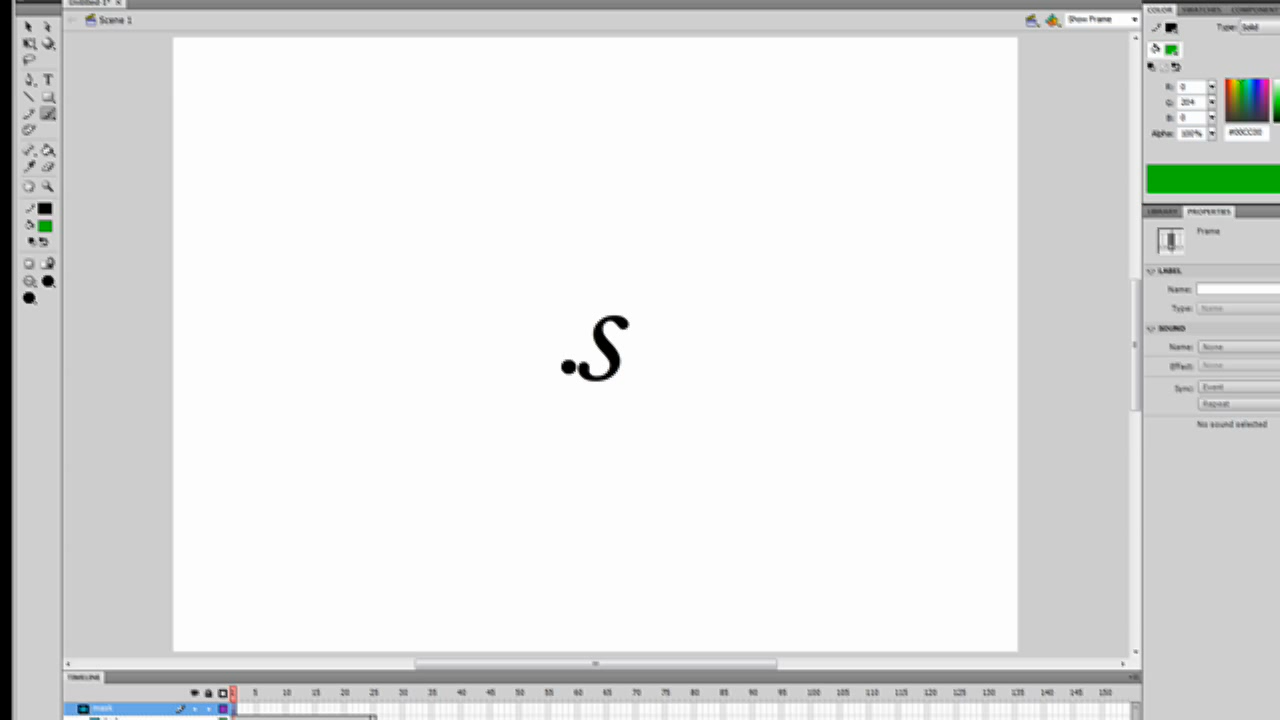 Untitled-1* ×
Scene 1
Show Frame
.S
COLOR SWATCHES COMPONENT
Type: Solid
R: 0
G: 204
B: 0
Alpha: 100% #00CC00
LIBRARY PROPERTIES
Frame
LABEL
Name:
Type: Name
SOUND
Name: None
Effect: None
Sync: Event
Repeat
No sound selected
TIMELINE
5 10 15 20 25 30 35 40 45 50 55 60 65 70 75 80 85 90 95 100 105 110 115 120 125 130 135 140 145 150
mask